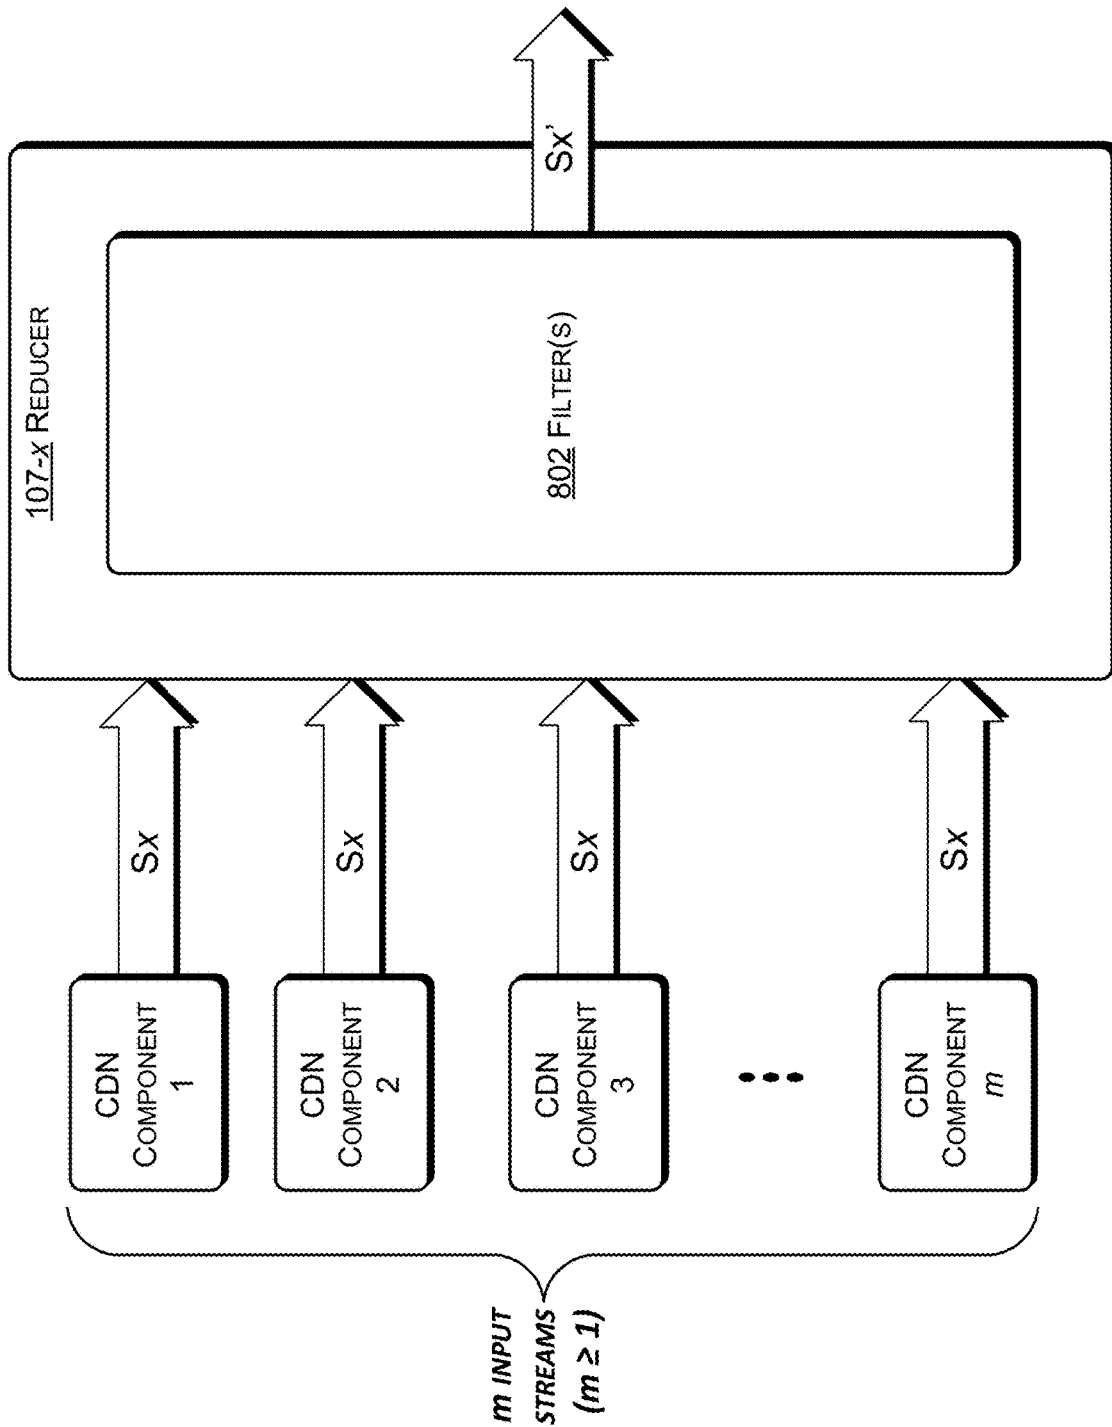 m INPUT
STREAMS
(m ≥ 1)
CDN
COMPONENT
1
CDN
COMPONENT
2
CDN
COMPONENT
3
CDN
COMPONENT
m
Sx
Sx
Sx
Sx
107-x REDUCER
802 FILTER(S)
Sx'